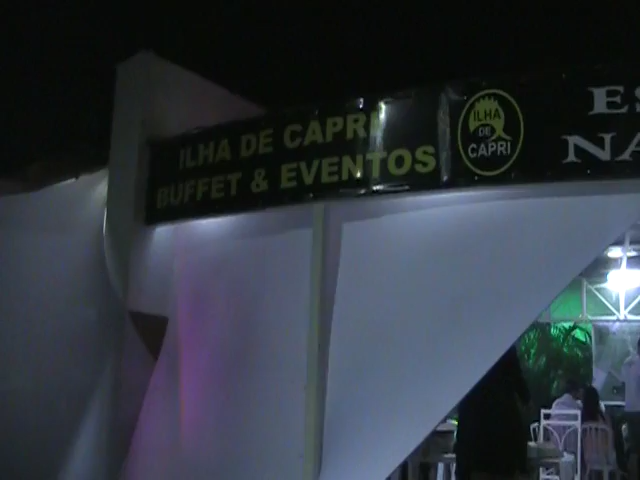 ILHA DE CAPRI
BUFFET & EVENTOS
ILHA
DE
CAPRI